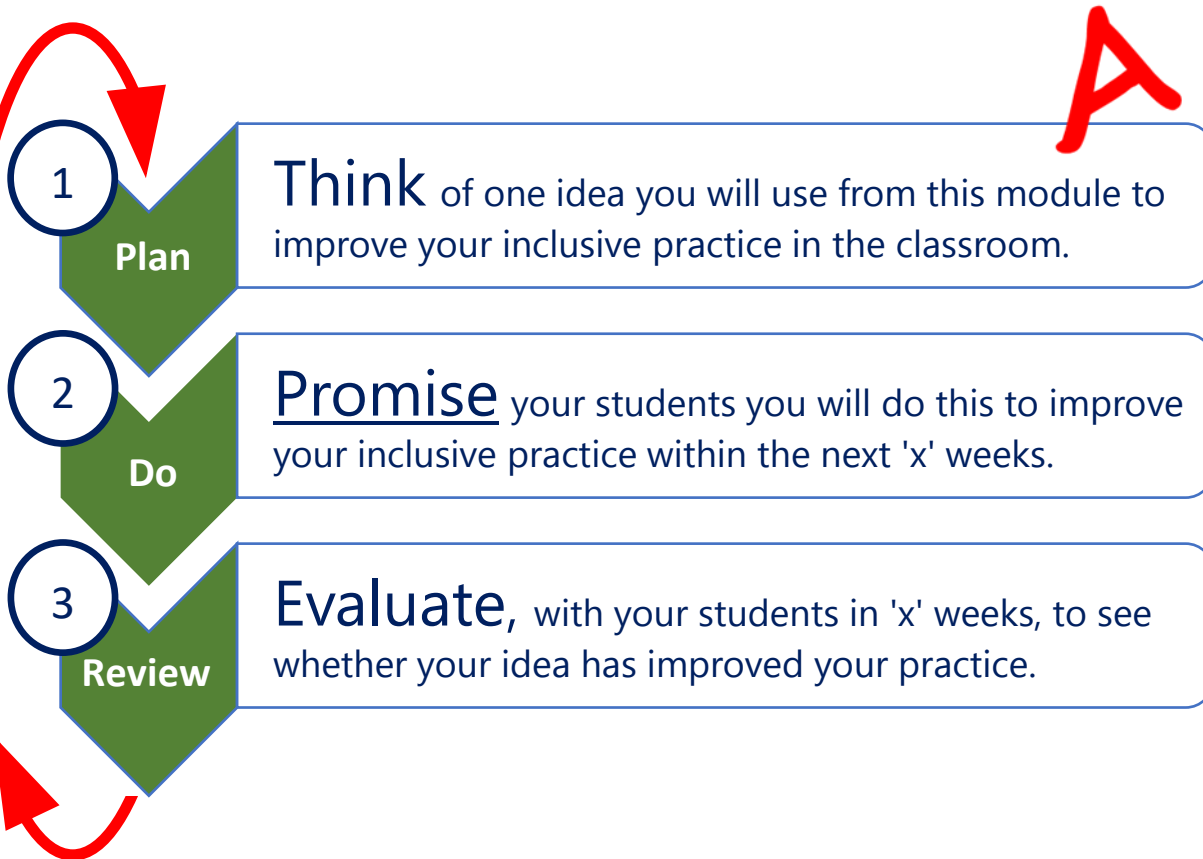 A
1
Plan
Think of one idea you will use from this module to
improve your inclusive practice in the classroom.
2
Do
Promise your students you will do this to improve
your inclusive practice within the next 'x' weeks.
3
Review
Evaluate, with your students in 'x' weeks, to see
whether your idea has improved your practice.